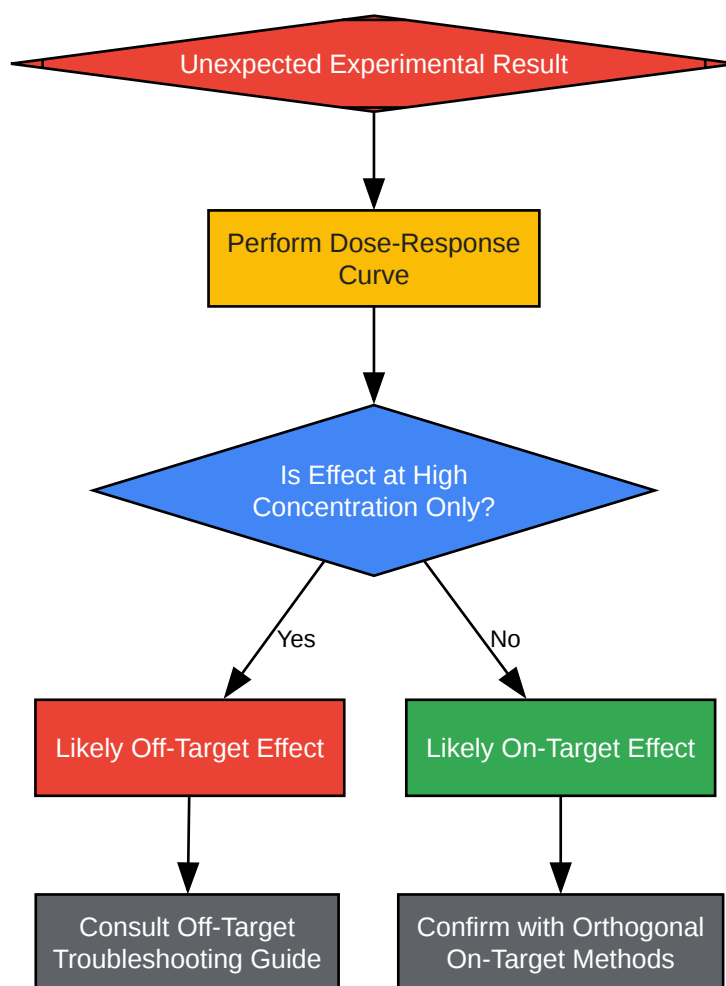 Unexpected Experimental Result
Perform Dose-Response
Curve
Is Effect at High
Concentration Only?
Yes
No
Likely Off-Target Effect
Likely On-Target Effect
Consult Off-Target
Troubleshooting Guide
Confirm with Orthogonal
On-Target Methods